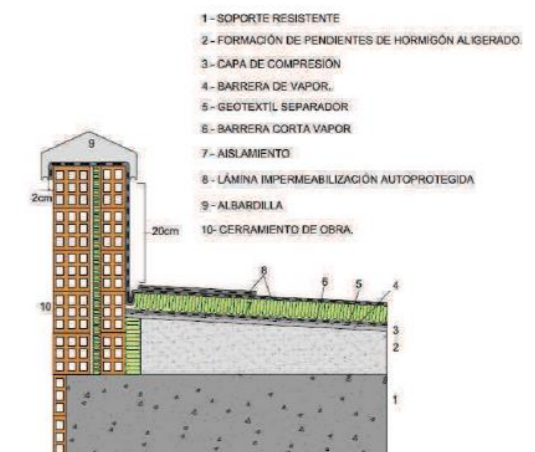 1 - SOPORTE RESISTENTE
2 - FORMACIÓN DE PENDIENTES DE HORMIGÓN ALIGERADO.
3 - CAPA DE COMPRESIÓN
4 - BARRERA DE VAPOR.
5 - GEOTEXTIL SEPARADOR
6 - BARRERA CORTA VAPOR
7 - AISLAMIENTO
8 - LÁMINA IMPERMEABILIZACIÓN AUTOPROTEGIDA
9 - ALBARDILLA
10- CERRAMIENTO DE OBRA.
9
2cm
20cm
8
6
5
4
10
7
3
2
1